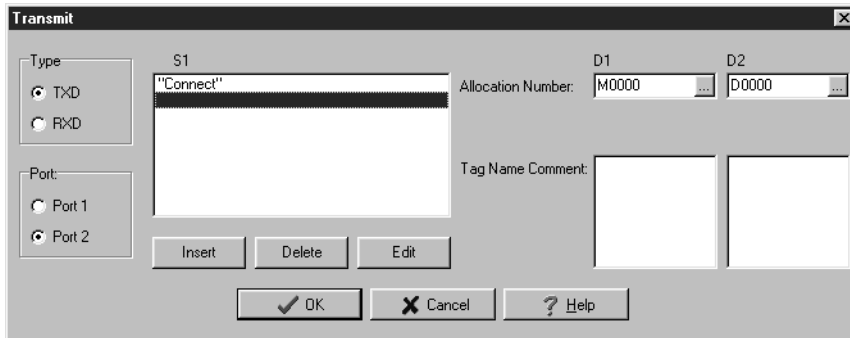 Transmit
Type
TXD
RXD
Port:
Port 1
Port 2
S1
"Connect"
Insert
Delete
Edit
D1
D2
Allocation Number:
M0000
...
D0000
...
Tag Name Comment:
OK
Cancel
Help